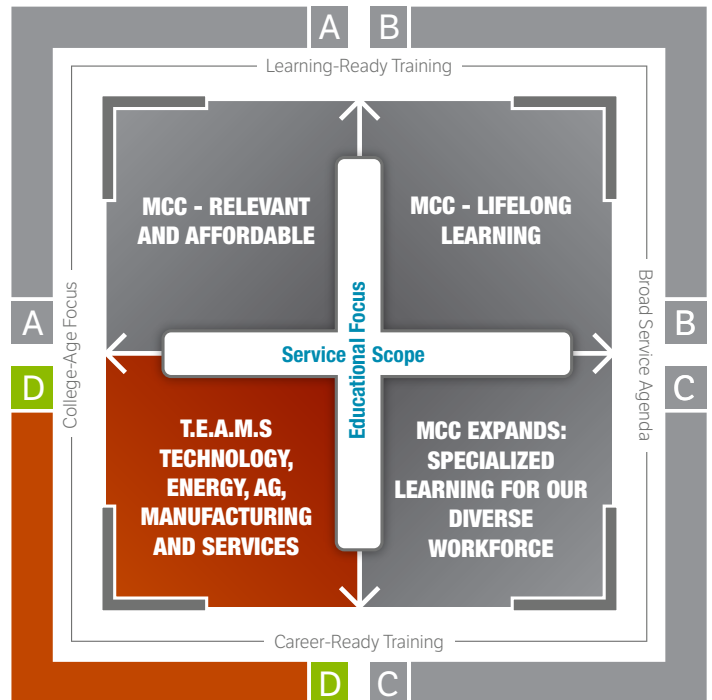 A B
Learning-Ready Training
MCC - RELEVANT
AND AFFORDABLE
MCC - LIFELONG
LEARNING
College-Age Focus
Broad Service Agenda
A
B
Service Scope
Educational Focus
D
C
T.E.A.M.S
TECHNOLOGY,
ENERGY, AG,
MANUFACTURING
AND SERVICES
MCC EXPANDS:
SPECIALIZED
LEARNING FOR OUR
DIVERSE
WORKFORCE
Career-Ready Training
D C